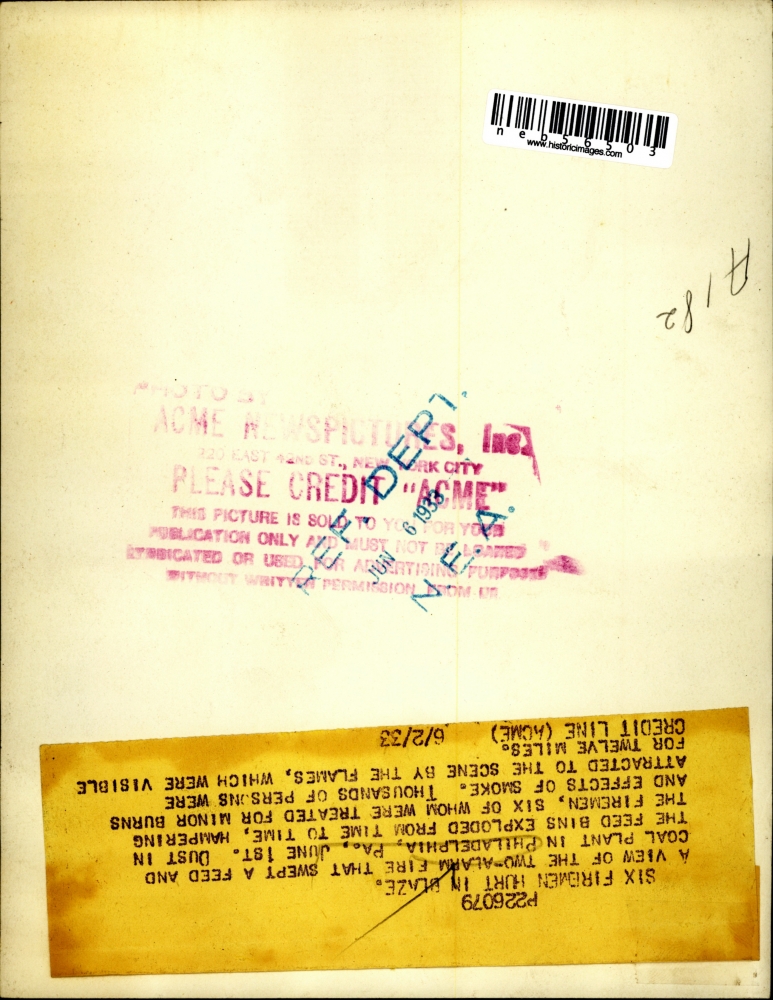 neb56503
www.historicimages.com
A182
PHOTO BY
ACME NEWSPICTURES, Inc.
220 EAST 42ND ST., NEW YORK CITY
PLEASE CREDIT "ACME"
THIS PICTURE IS SOLD TO YOU FOR YOUR
PUBLICATION ONLY AND MUST NOT BE LOANED
SYNDICATED OR USED FOR ADVERTISING PURPOSES
WITHOUT WRITTEN PERMISSION FROM US
REF. DEPT.
JUN 6 1933
N. E. A.
P226079
SIX FIREMEN HURT IN BLAZE.
A VIEW OF THE TWO-ALARM FIRE THAT SWEPT A FEED AND
COAL PLANT IN PHILADELPHIA, PA., JUNE 1ST. DUST IN
THE FEED BINS EXPLODED FROM TIME TO TIME, HAMPERING
THE FIREMEN, SIX OF WHOM WERE TREATED FOR MINOR BURNS
AND EFFECTS OF SMOKE. THOUSANDS OF PERSONS WERE
ATTRACTED TO THE SCENE BY THE FLAMES, WHICH WERE VISIBLE
FOR TWELVE MILES.
CREDIT LINE (ACME) 6/2/33